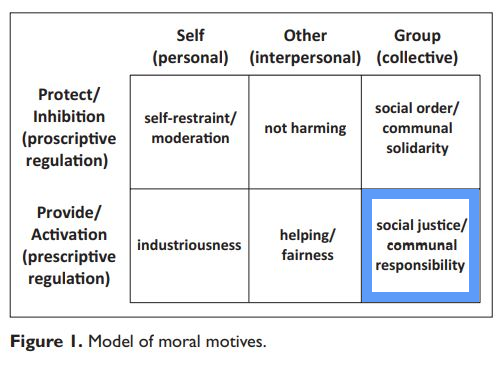 Self
(personal)
Other
(interpersonal)
Group
(collective)
Protect/
Inhibition
(proscriptive
regulation)
self-restraint/
moderation
not harming
social order/
communal
solidarity
Provide/
Activation
(prescriptive
regulation)
industriousness
helping/
fairness
social justice/
communal
responsibility
Figure 1. Model of moral motives.